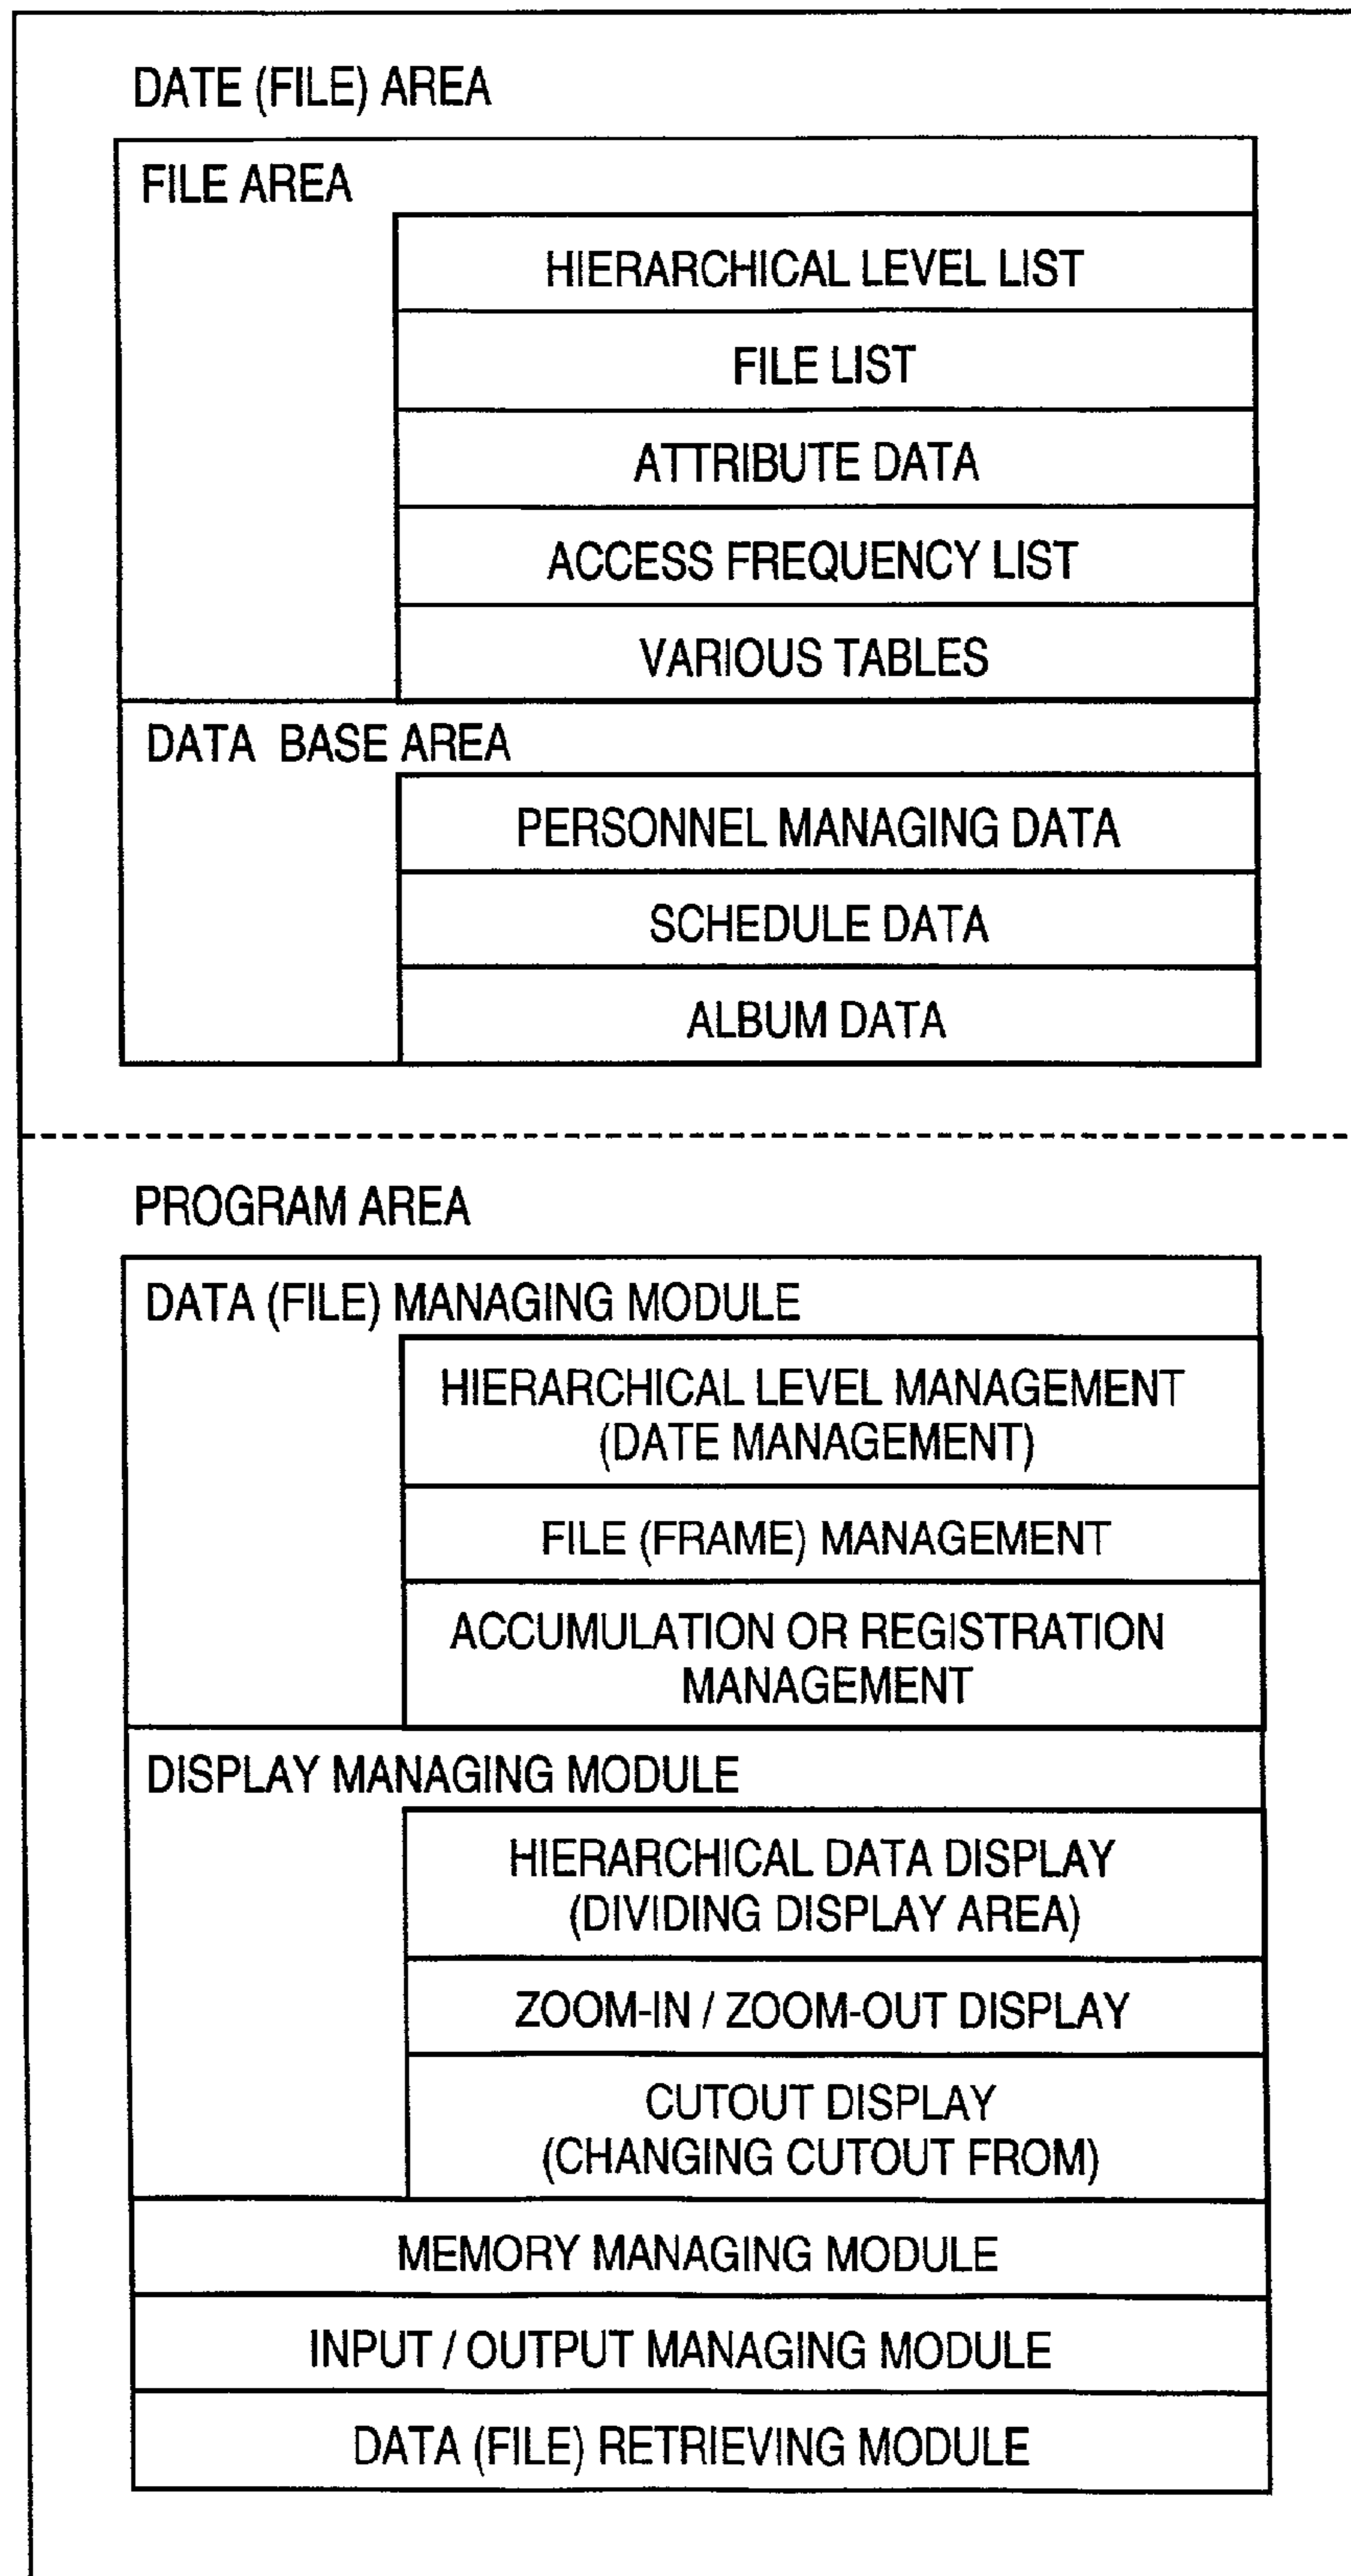 DATE (FILE) AREA
FILE AREA
HIERARCHICAL LEVEL LIST
FILE LIST
ATTRIBUTE DATA
ACCESS FREQUENCY LIST
VARIOUS TABLES
DATA BASE AREA
PERSONNEL MANAGING DATA
SCHEDULE DATA
ALBUM DATA
PROGRAM AREA
DATA (FILE) MANAGING MODULE
HIERARCHICAL LEVEL MANAGEMENT
(DATE MANAGEMENT)
FILE (FRAME) MANAGEMENT
ACCUMULATION OR REGISTRATION
MANAGEMENT
DISPLAY MANAGING MODULE
HIERARCHICAL DATA DISPLAY
(DIVIDING DISPLAY AREA)
ZOOM-IN / ZOOM-OUT DISPLAY
CUTOUT DISPLAY
(CHANGING CUTOUT FROM)
MEMORY MANAGING MODULE
INPUT / OUTPUT MANAGING MODULE
DATA (FILE) RETRIEVING MODULE